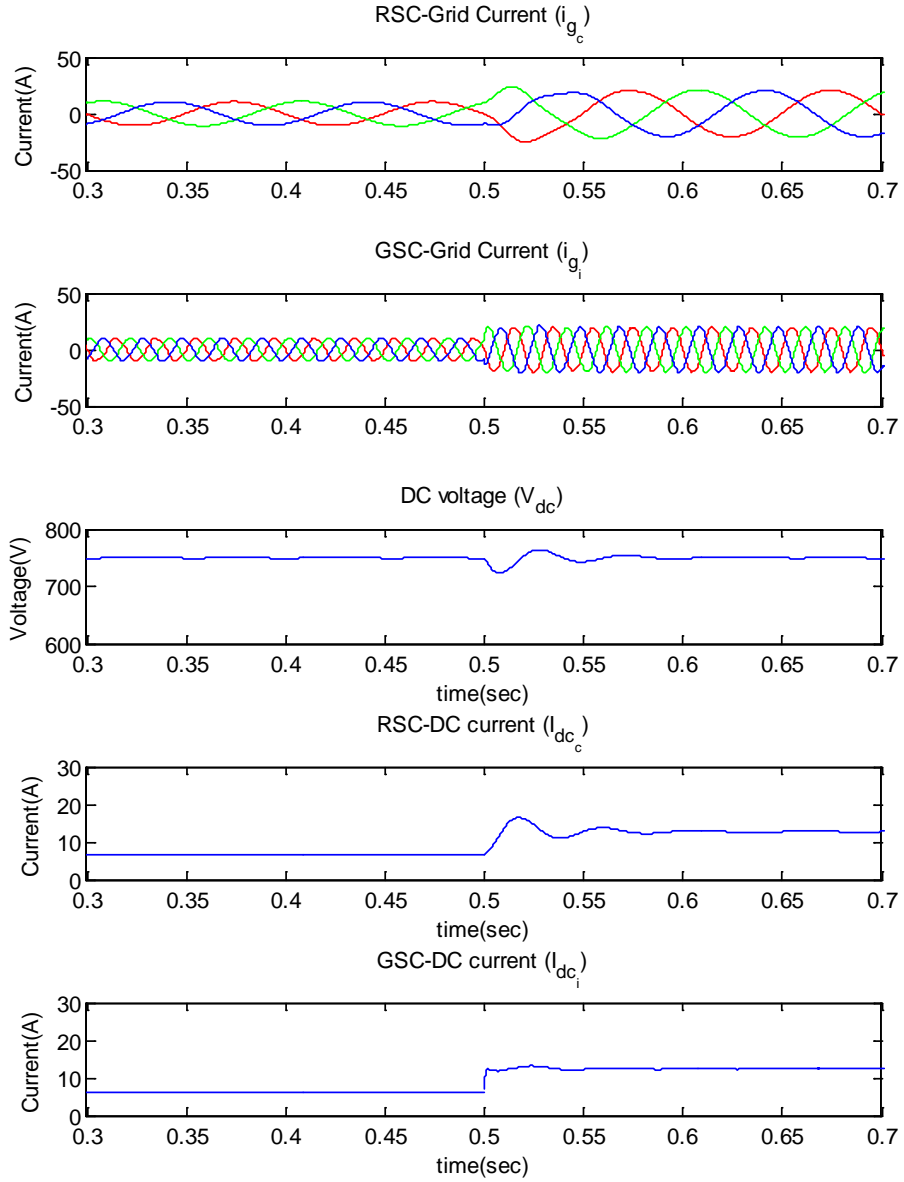 RSC-Grid Current (i_g_c)
50
0
-50
Current(A)
0.3 0.35 0.4 0.45 0.5 0.55 0.6 0.65 0.7
GSC-Grid Current (i_g_i)
50
0
-50
Current(A)
0.3 0.35 0.4 0.45 0.5 0.55 0.6 0.65 0.7
DC voltage (V_dc)
800
700
600
Voltage(V)
0.3 0.35 0.4 0.45 0.5 0.55 0.6 0.65 0.7
time(sec)
RSC-DC current (I_dc_c)
30
20
10
0
Current(A)
0.3 0.35 0.4 0.45 0.5 0.55 0.6 0.65 0.7
time(sec)
GSC-DC current (I_dc_i)
30
20
10
0
Current(A)
0.3 0.35 0.4 0.45 0.5 0.55 0.6 0.65 0.7
time(sec)